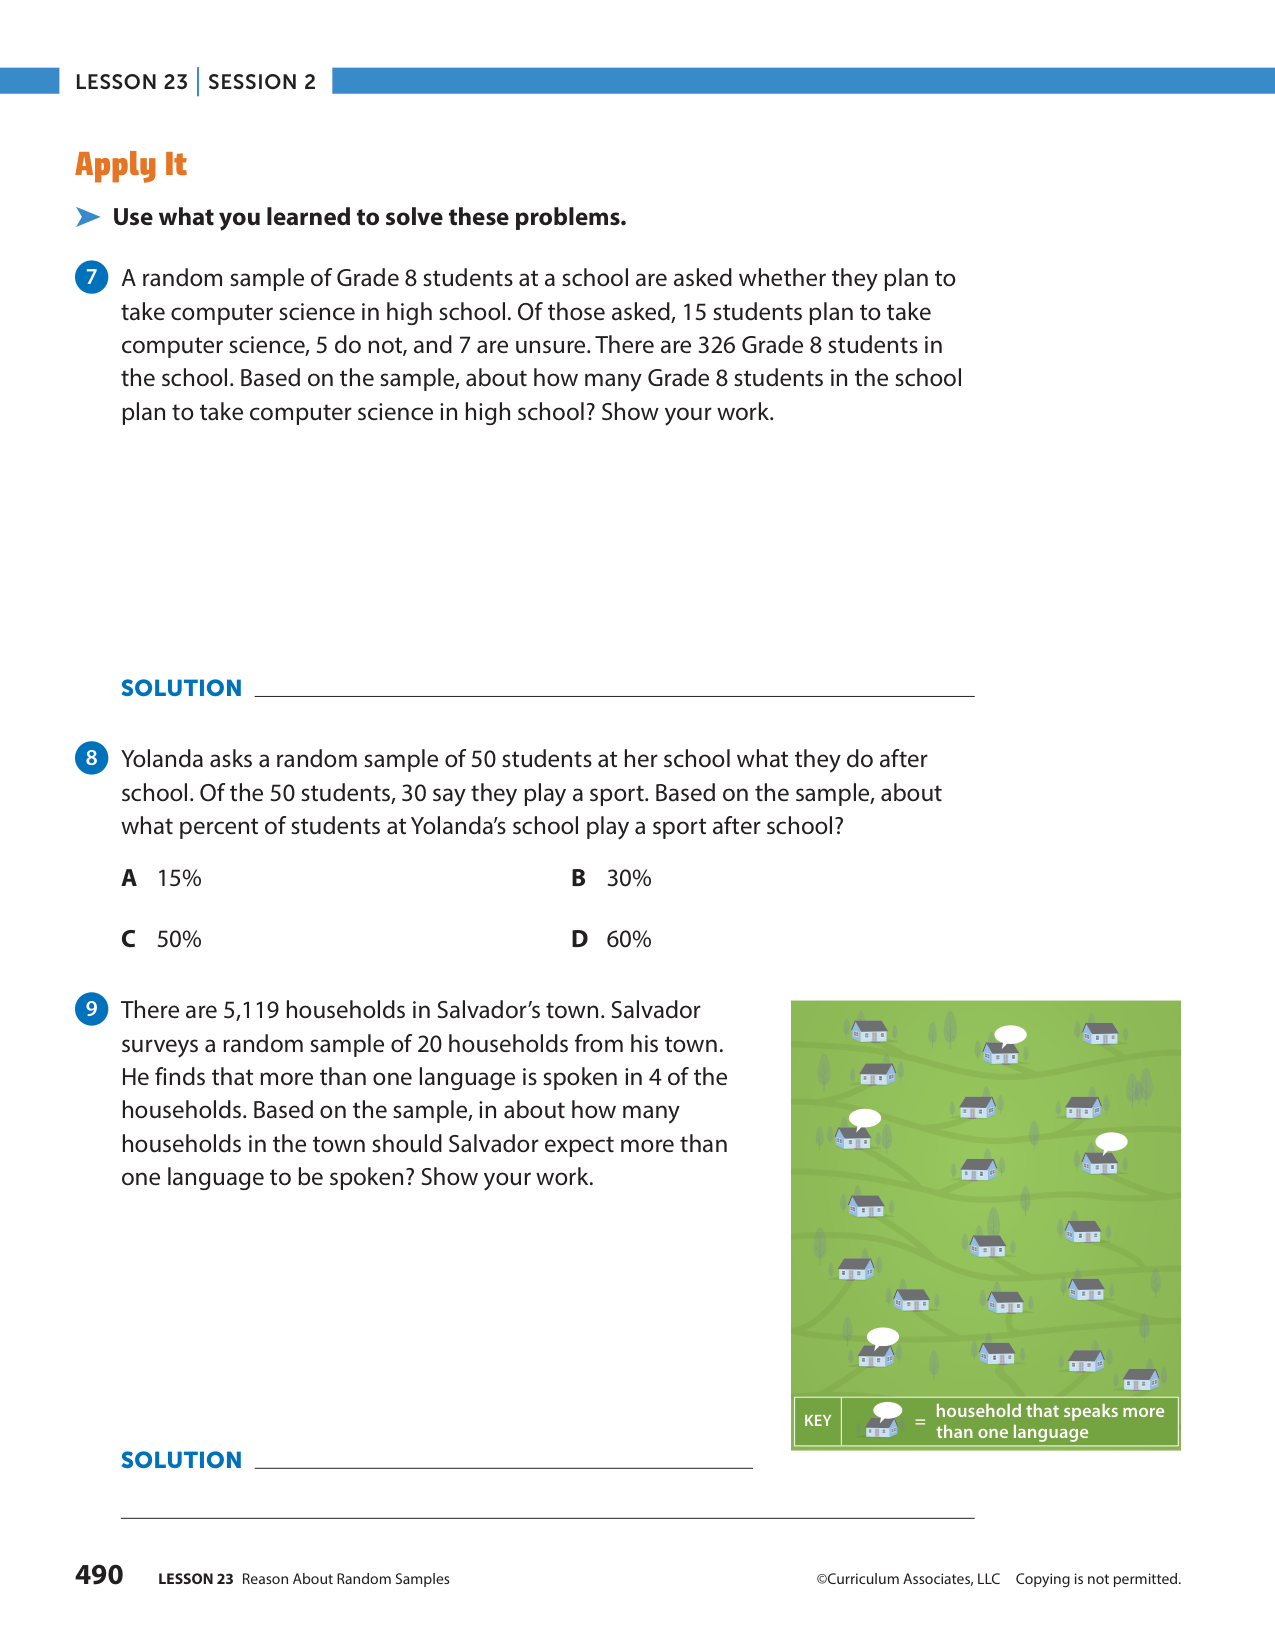 LESSON 23 | SESSION 2
Apply It
Use what you learned to solve these problems.
7 A random sample of Grade 8 students at a school are asked whether they plan to
take computer science in high school. Of those asked, 15 students plan to take
computer science, 5 do not, and 7 are unsure. There are 326 Grade 8 students in
the school. Based on the sample, about how many Grade 8 students in the school
plan to take computer science in high school? Show your work.
SOLUTION
8 Yolanda asks a random sample of 50 students at her school what they do after
school. Of the 50 students, 30 say they play a sport. Based on the sample, about
what percent of students at Yolanda’s school play a sport after school?
A 15% B 30%
C 50% D 60%
9 There are 5,119 households in Salvador’s town. Salvador
surveys a random sample of 20 households from his town.
He finds that more than one language is spoken in 4 of the
households. Based on the sample, in about how many
households in the town should Salvador expect more than
one language to be spoken? Show your work.
KEY = household that speaks more
than one language
SOLUTION
490 LESSON 23 Reason About Random Samples ©Curriculum Associates, LLC Copying is not permitted.